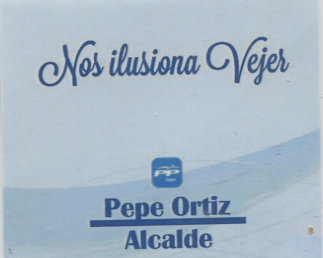 Nos ilusiona Vejer
PP
Pepe Ortiz
Alcalde